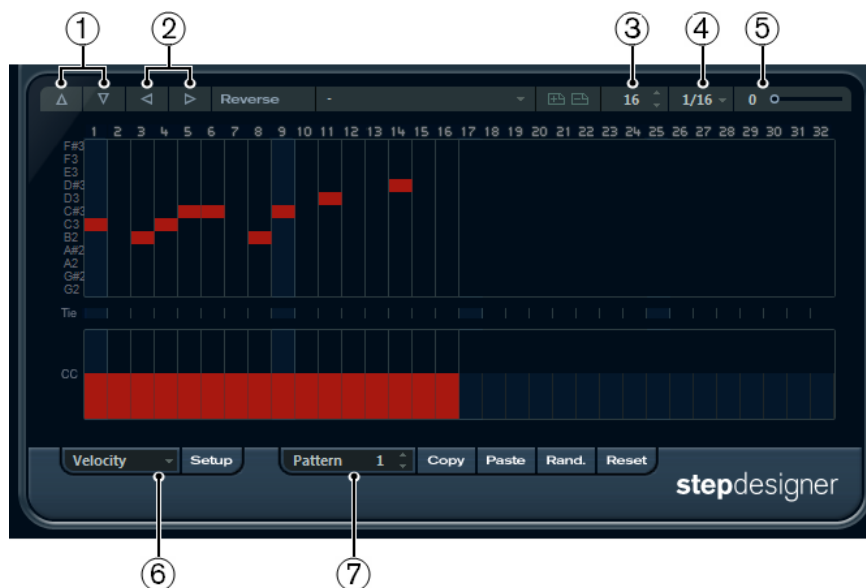 1 2 3 4 5
Reverse - 16 1/16 0
1 2 3 4 5 6 7 8 9 10 11 12 13 14 15 16 17 18 19 20 21 22 23 24 25 26 27 28 29 30 31 32
F#3
F3
E3
D#3
D3
C#3
C3
B2
A#2
A2
G#2
G2
Tie
CC
Velocity Setup Pattern 1 Copy Paste Rand. Reset
stepdesigner
6 7